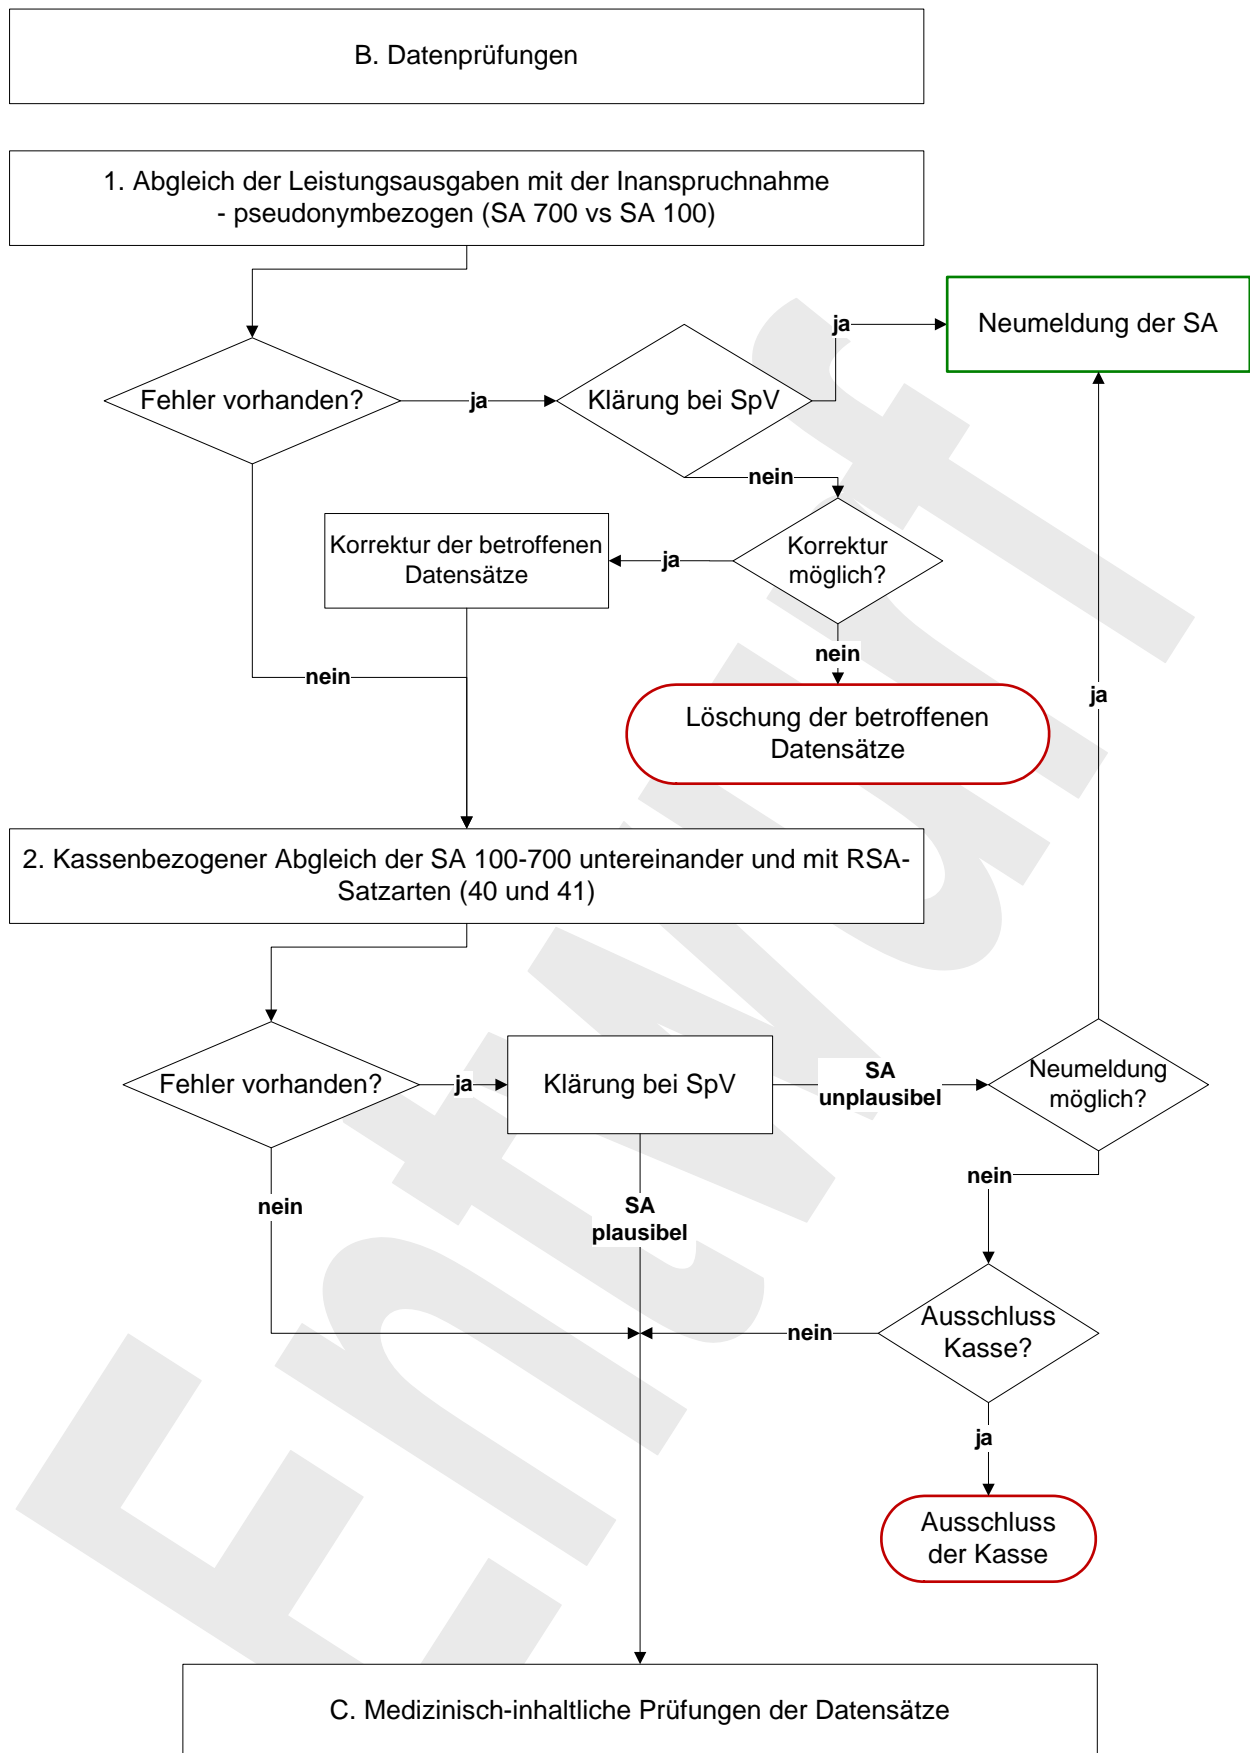 B. Datenprüfungen
1. Abgleich der Leistungsausgaben mit der Inanspruchnahme
- pseudonymbezogen (SA 700 vs SA 100)
Neumeldung der SA
ja
Fehler vorhanden?
ja
Klärung bei SpV
nein
Korrektur der betroffenen
Datensätze
ja
Korrektur
möglich?
nein
nein
ja
Löschung der betroffenen
Datensätze
2. Kassenbezogener Abgleich der SA 100-700 untereinander und mit RSA-
Satzarten (40 und 41)
Fehler vorhanden?
ja
Klärung bei SpV
SA
unplausibel
Neumeldung
möglich?
nein
nein
SA
plausibel
nein
Ausschluss
Kasse?
ja
Ausschluss
der Kasse
C. Medizinisch-inhaltliche Prüfungen der Datensätze
Entwurf